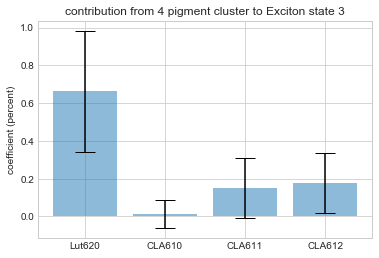 contribution from 4 pigment cluster to Exciton state 3
coefficient (percent)
1.0
0.8
0.6
0.4
0.2
0.0
Lut620 CLA610 CLA611 CLA612